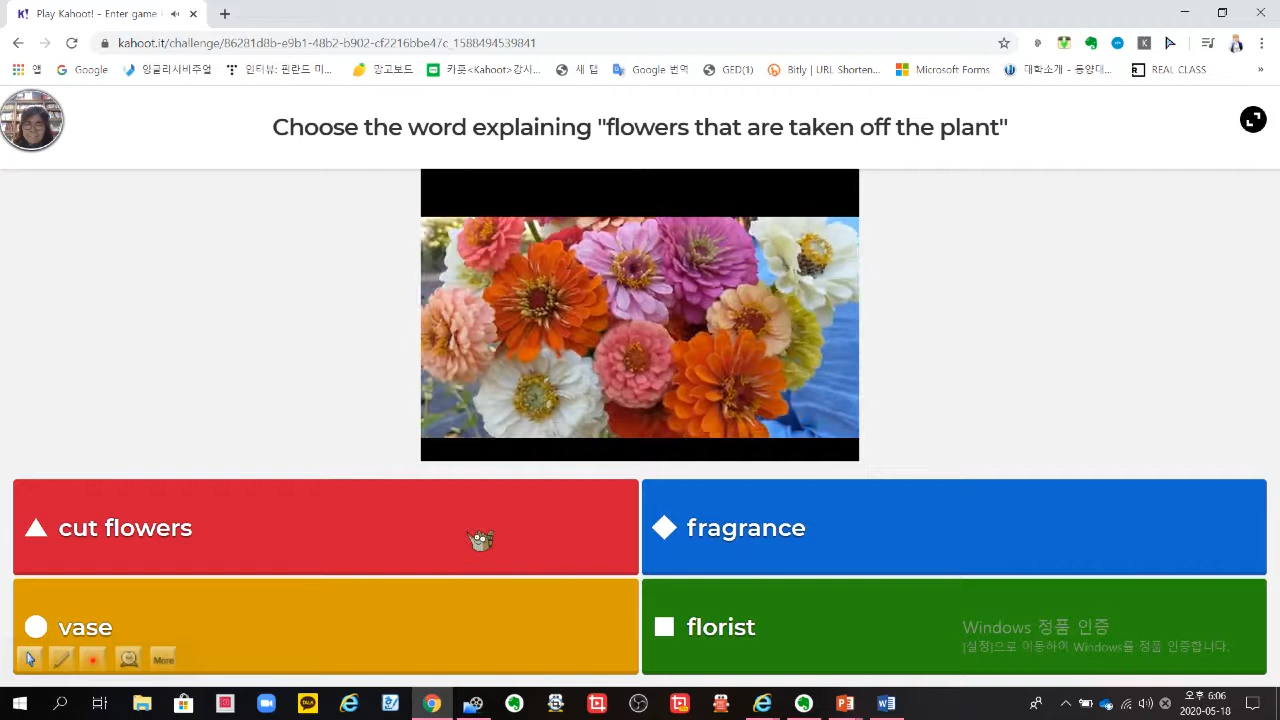 Play Kahoot! - Enter game
kahoot.it/challenge/86281d8b-e9b1-48b2-b902-cf2216bbe47c_1588494539841
앱
Google
앙글리시비주얼
인터뷰: 핀란드 미...
망고보드
카풋-Kahoot- 강사...
새 탭
Google 번역
GED(1)
Bitly | URL Shorten...
Microsoft Forms
대학소개 - 동양대...
REAL CLASS
»
Choose the word explaining "flowers that are taken off the plant"
cut flowers
fragrance
vase
florist
Windows 정품 인증
[설정]으로 이동하여 Windows를 정품 인증합니다.
More
TALK
오후 6:06
2020-05-18